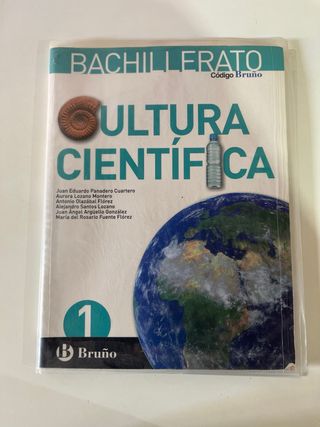 BACHILLERATO
Código Bruño
CULTURA
CIENTÍFICA
Juan Eduardo Panadero Cuartero
Aurora Lozano Montero
Antonio Olazábal Flórez
Alejandro Santos Lozano
Juan Ángel Argüello González
María del Rosario Fuente Flórez
1
B Bruño